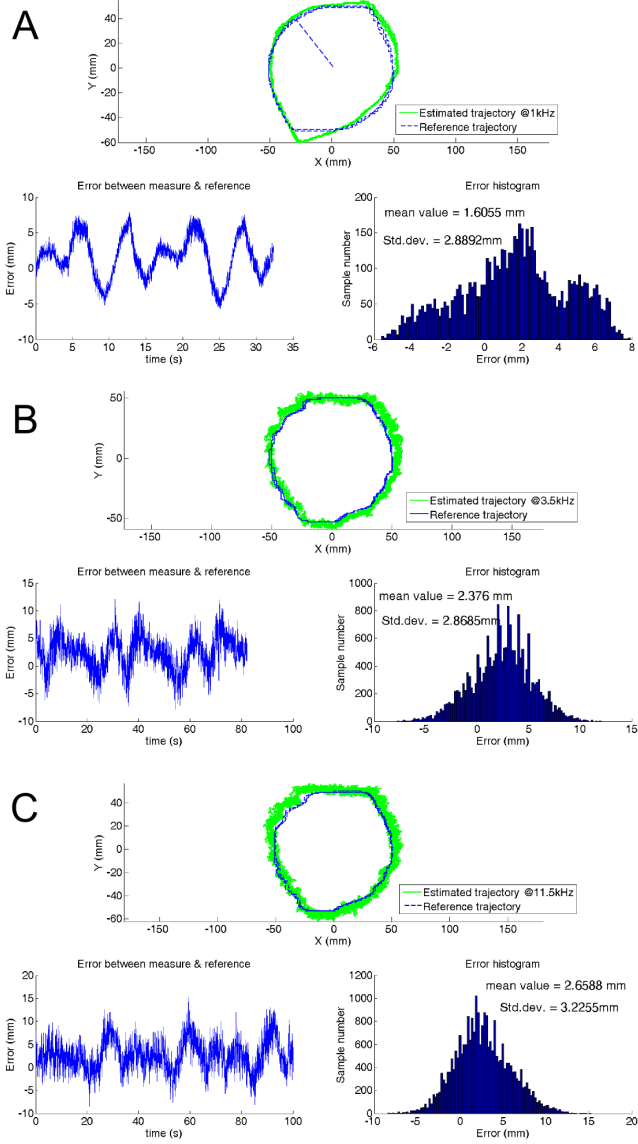 A
40
20
0
-20
-40
-60
Y (mm)
-150 -100 -50 0 50 100 150
X (mm)
Estimated trajectory @1kHz
Reference trajectory
Error between measure & reference
10
5
0
-5
-10
Error (mm)
0 5 10 15 20 25 30 35
time (s)
Error histogram
mean value = 1.6055 mm
Std.dev. = 2.8892mm
200
150
100
50
0
Sample number
-6 -4 -2 0 2 4 6 8
Error (mm)
B
50
0
-50
Y (mm)
-150 -100 -50 0 50 100 150
X (mm)
Estimated trajectory @3.5kHz
Reference trajectory
Error between measure & reference
15
10
5
0
-5
-10
Error (mm)
0 20 40 60 80 100
time (s)
Error histogram
mean value = 2.376 mm
Std.dev. = 2.8685mm
1000
800
600
400
200
0
Sample number
-10 -5 0 5 10 15
Error (mm)
C
40
20
0
-20
-40
-60
Y (mm)
-150 -100 -50 0 50 100 150
X (mm)
Estimated trajectory @11.5kHz
Reference trajectory
Error between measure & reference
20
15
10
5
0
-5
-10
Error (mm)
0 20 40 60 80 100
time (s)
Error histogram
mean value = 2.6588 mm
Std.dev. = 3.2255mm
1200
1000
800
600
400
200
0
Sample number
-10 -5 0 5 10 15 20
Error (mm)